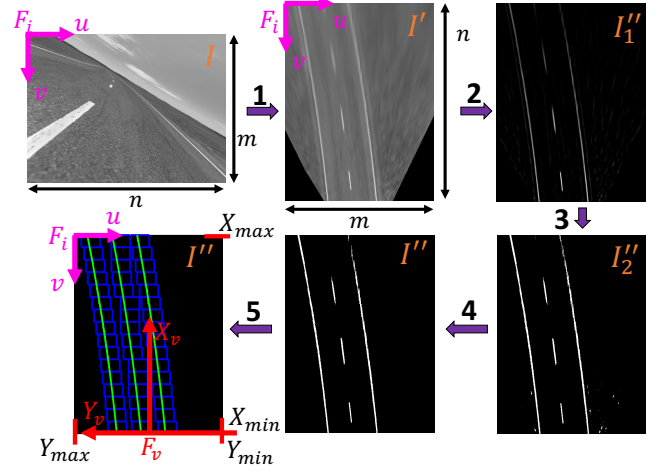 F_i u I
v
m
n
1
F_i u I'
v
n
m
2
I''_1
3
F_i u X_max
v I''
X_v
Y_v X_min
Y_max F_v Y_min
5
I''
4
I''_2